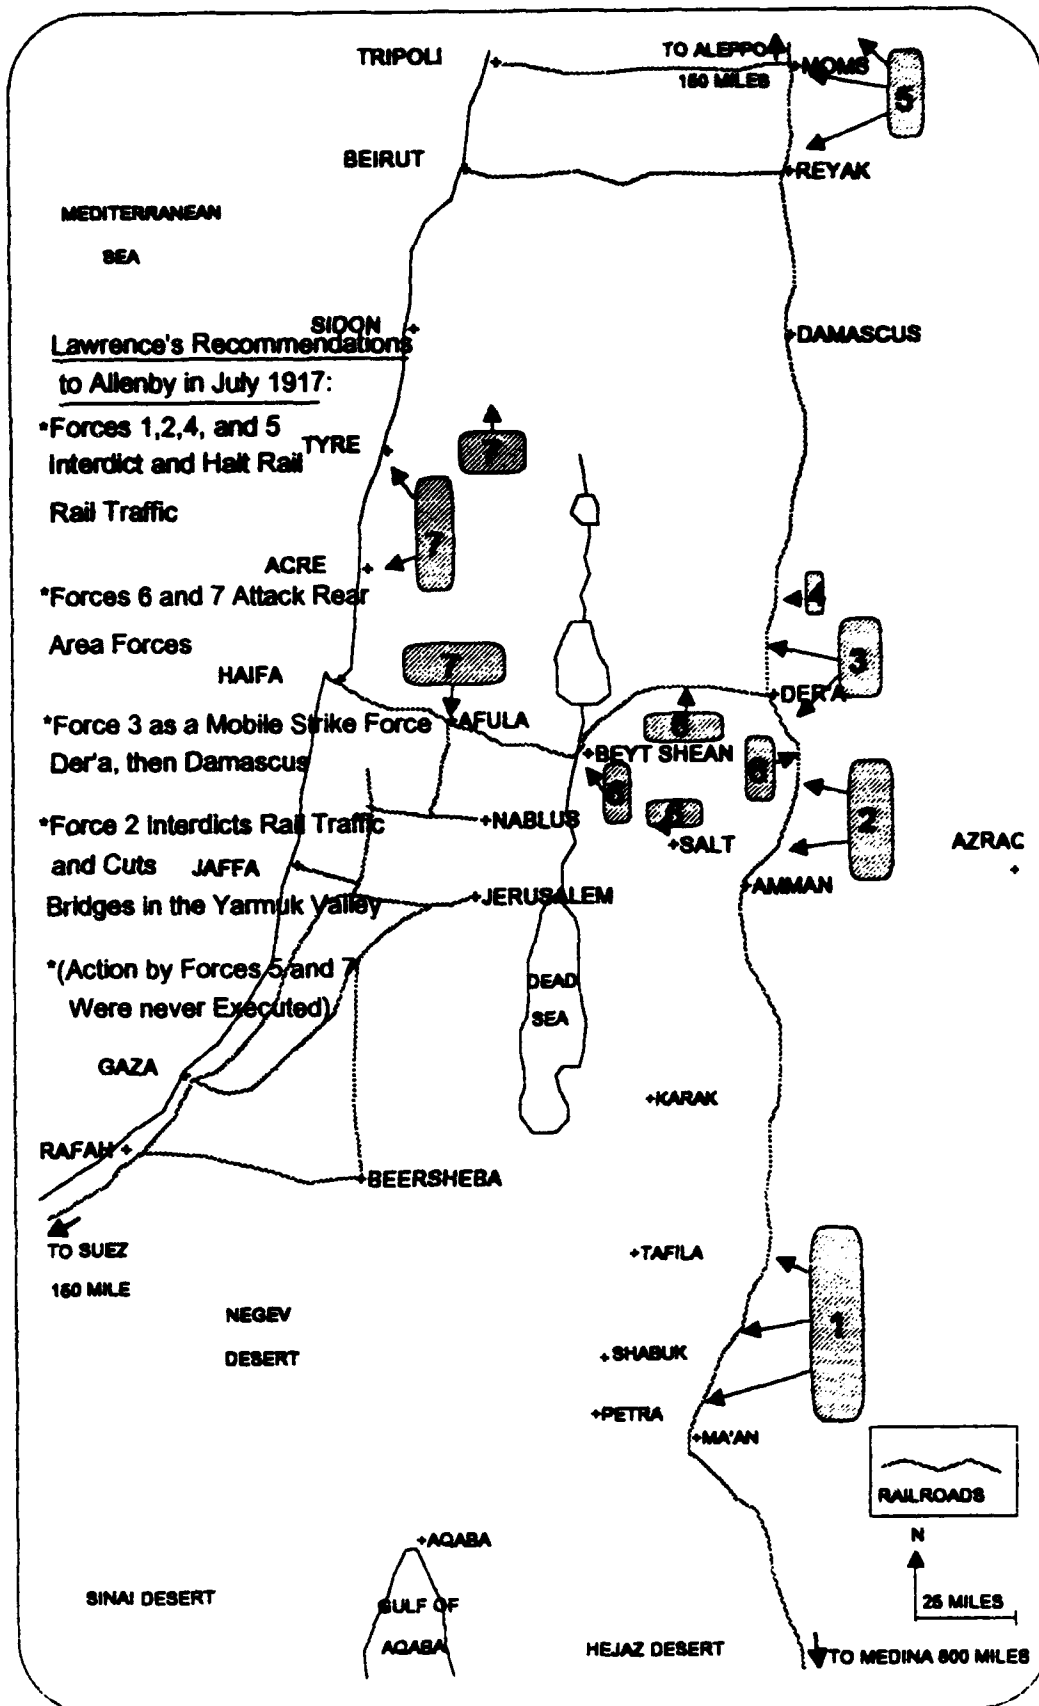 TRIPOLI
TO ALEPPO
150 MILES
MOMS
5
BEIRUT
REYAK
MEDITERRANEAN
SEA
SIDON
DAMASCUS
Lawrence's Recommendations
to Allenby in July 1917:
*Forces 1,2,4, and 5
Interdict and Halt Rail
Rail Traffic
TYRE
7
7
ACRE
4
*Forces 6 and 7 Attack Rear
Area Forces
3
HAIFA
7
DER'A
*Force 3 as a Mobile Strike Force
Der'a, then Damascus
AFULA
6
BEYT SHEAN
6
2
*Force 2 Interdicts Rail Traffic
and Cuts
Bridges in the Yarmuk Valley
NABLUS
SALT
AZRAC
JAFFA
AMMAN
JERUSALEM
*(Action by Forces 5 and 7
Were never Executed)
DEAD
SEA
GAZA
KARAK
RAFAH
BEERSHEBA
TO SUEZ
150 MILE
TAFILA
NEGEV
DESERT
1
SHABUK
PETRA
MA'AN
RAILROADS
N
25 MILES
AQABA
SINAI DESERT
GULF OF
AQABA
HEJAZ DESERT
TO MEDINA 600 MILES